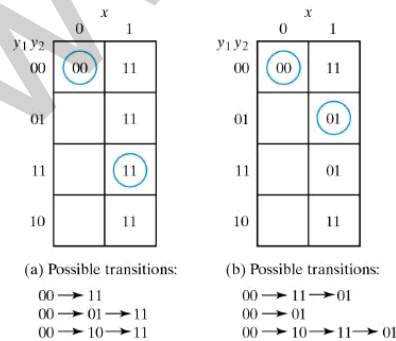 x
0 1
y1y2
00 00 11
01 11
11 11
10 11
(a) Possible transitions:
00 → 11
00 → 01 → 11
00 → 10 → 11
x
0 1
y1y2
00 00 11
01 01
11 01
10 11
(b) Possible transitions:
00 → 11 → 01
00 → 01
00 → 10 → 11 → 01